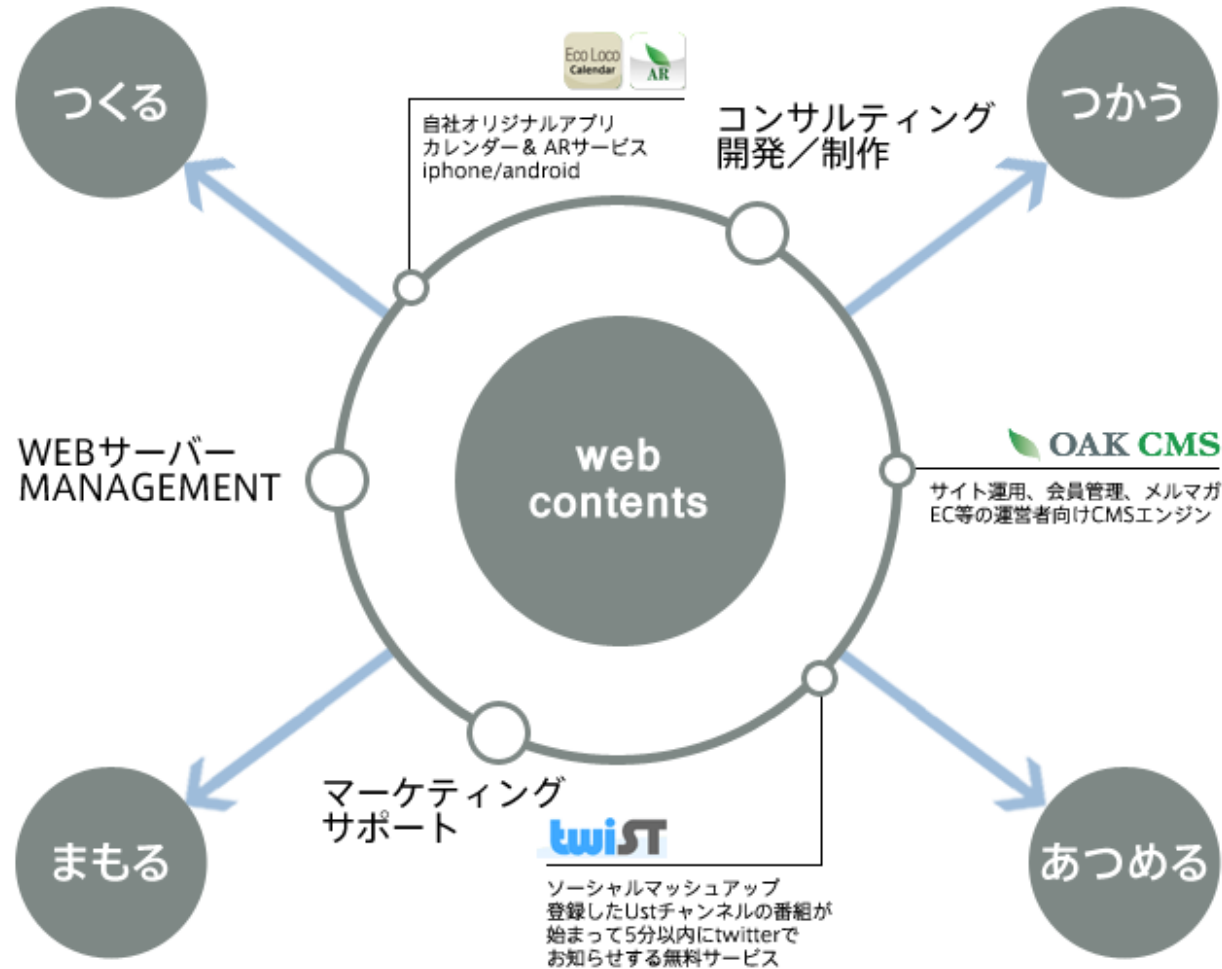 つくる
Eco Loco
Calendar
AR
自社オリジナルアプリ
カレンダー& ARサービス
iphone/android
コンサルティング
開発／制作
つかう
WEBサーバー
MANAGEMENT
web
contents
OAK CMS
サイト運用、会員管理、メルマガ
EC等の運営者向けCMSエンジン
マーケティング
サポート
twiST
ソーシャルマッシュアップ
登録したUstチャンネルの番組が
始まって5分以内にtwitterで
お知らせする無料サービス
まもる
あつめる